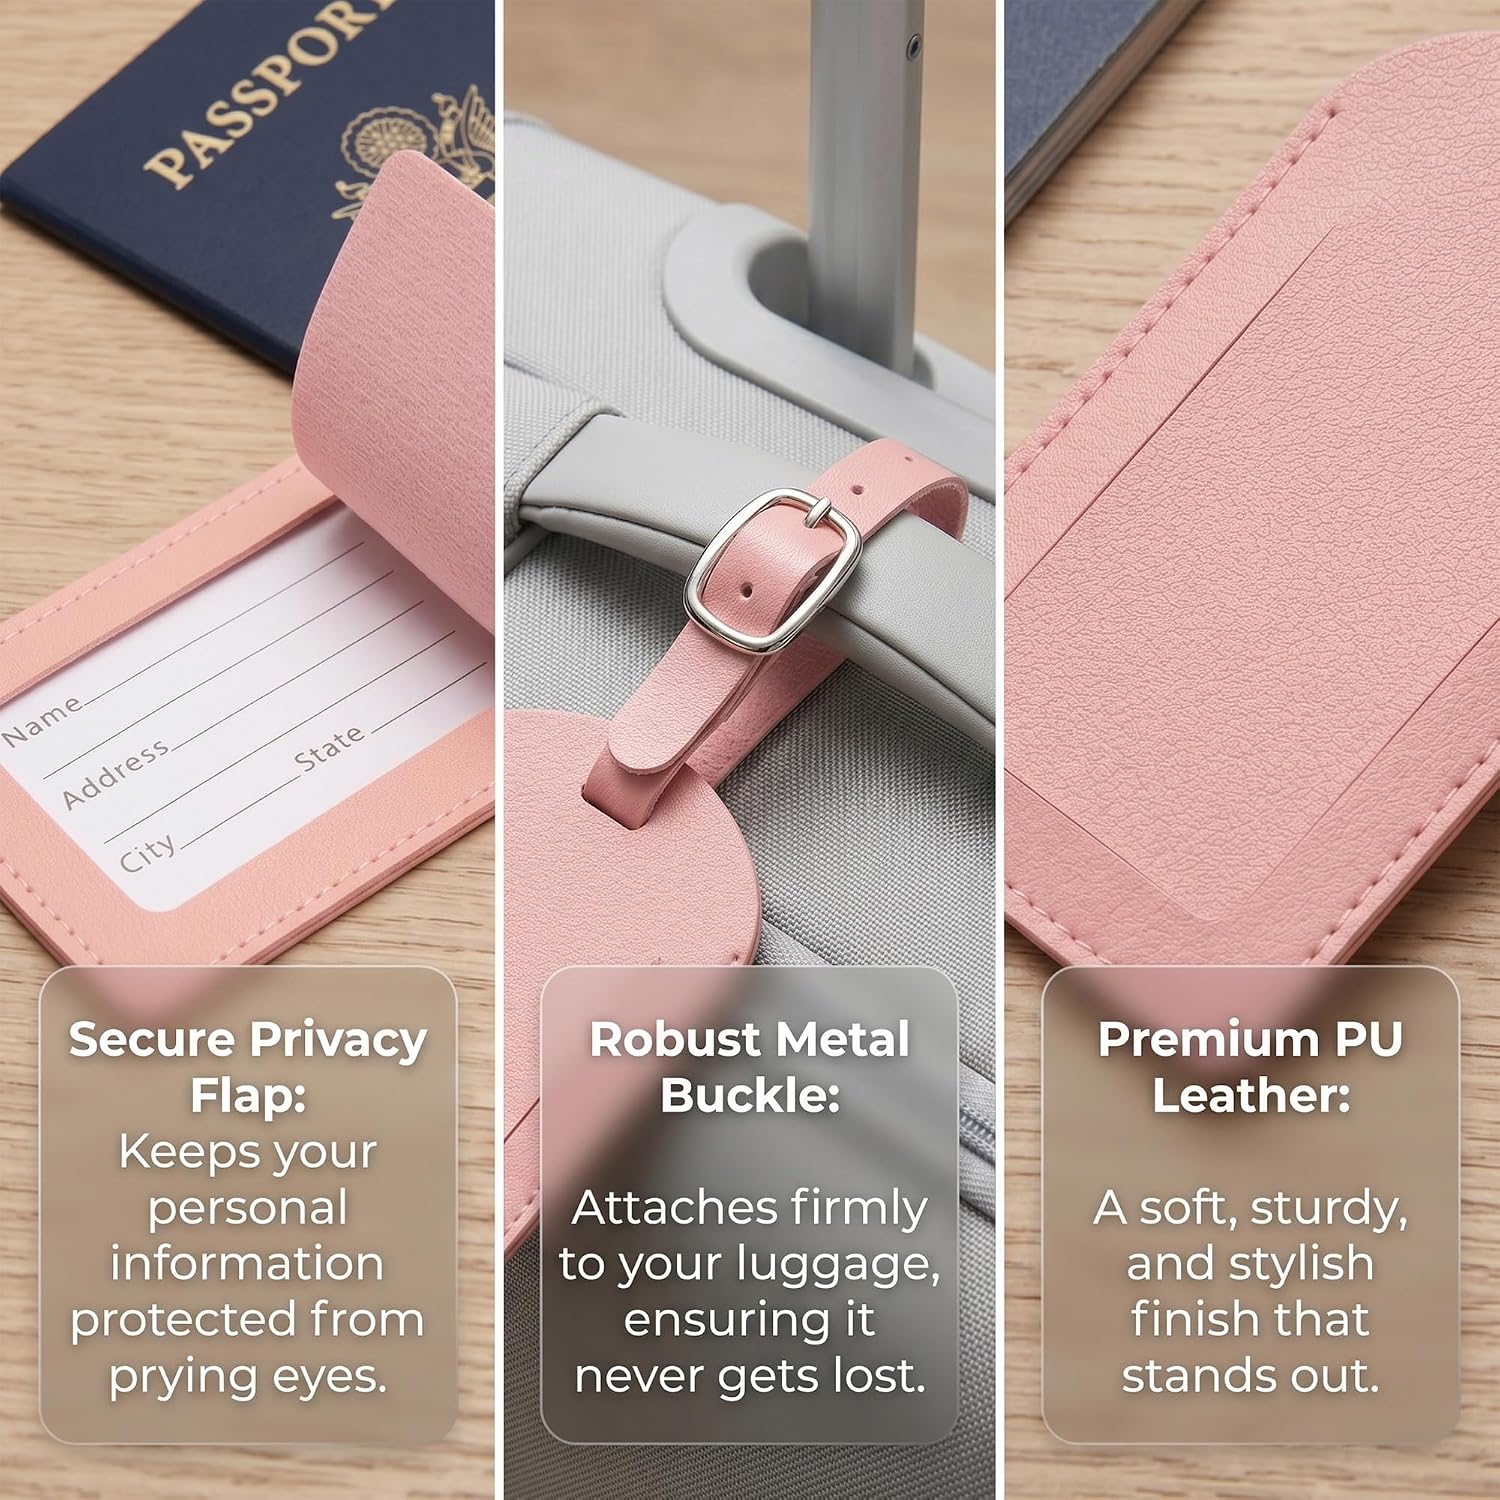 PASSPOR
Name
Address
City State
Secure Privacy
Flap:
Keeps your
personal
information
protected from
prying eyes.
Robust Metal
Buckle:
Attaches firmly
to your luggage,
ensuring it
never gets lost.
Premium PU
Leather:
A soft, sturdy,
and stylish
finish that
stands out.